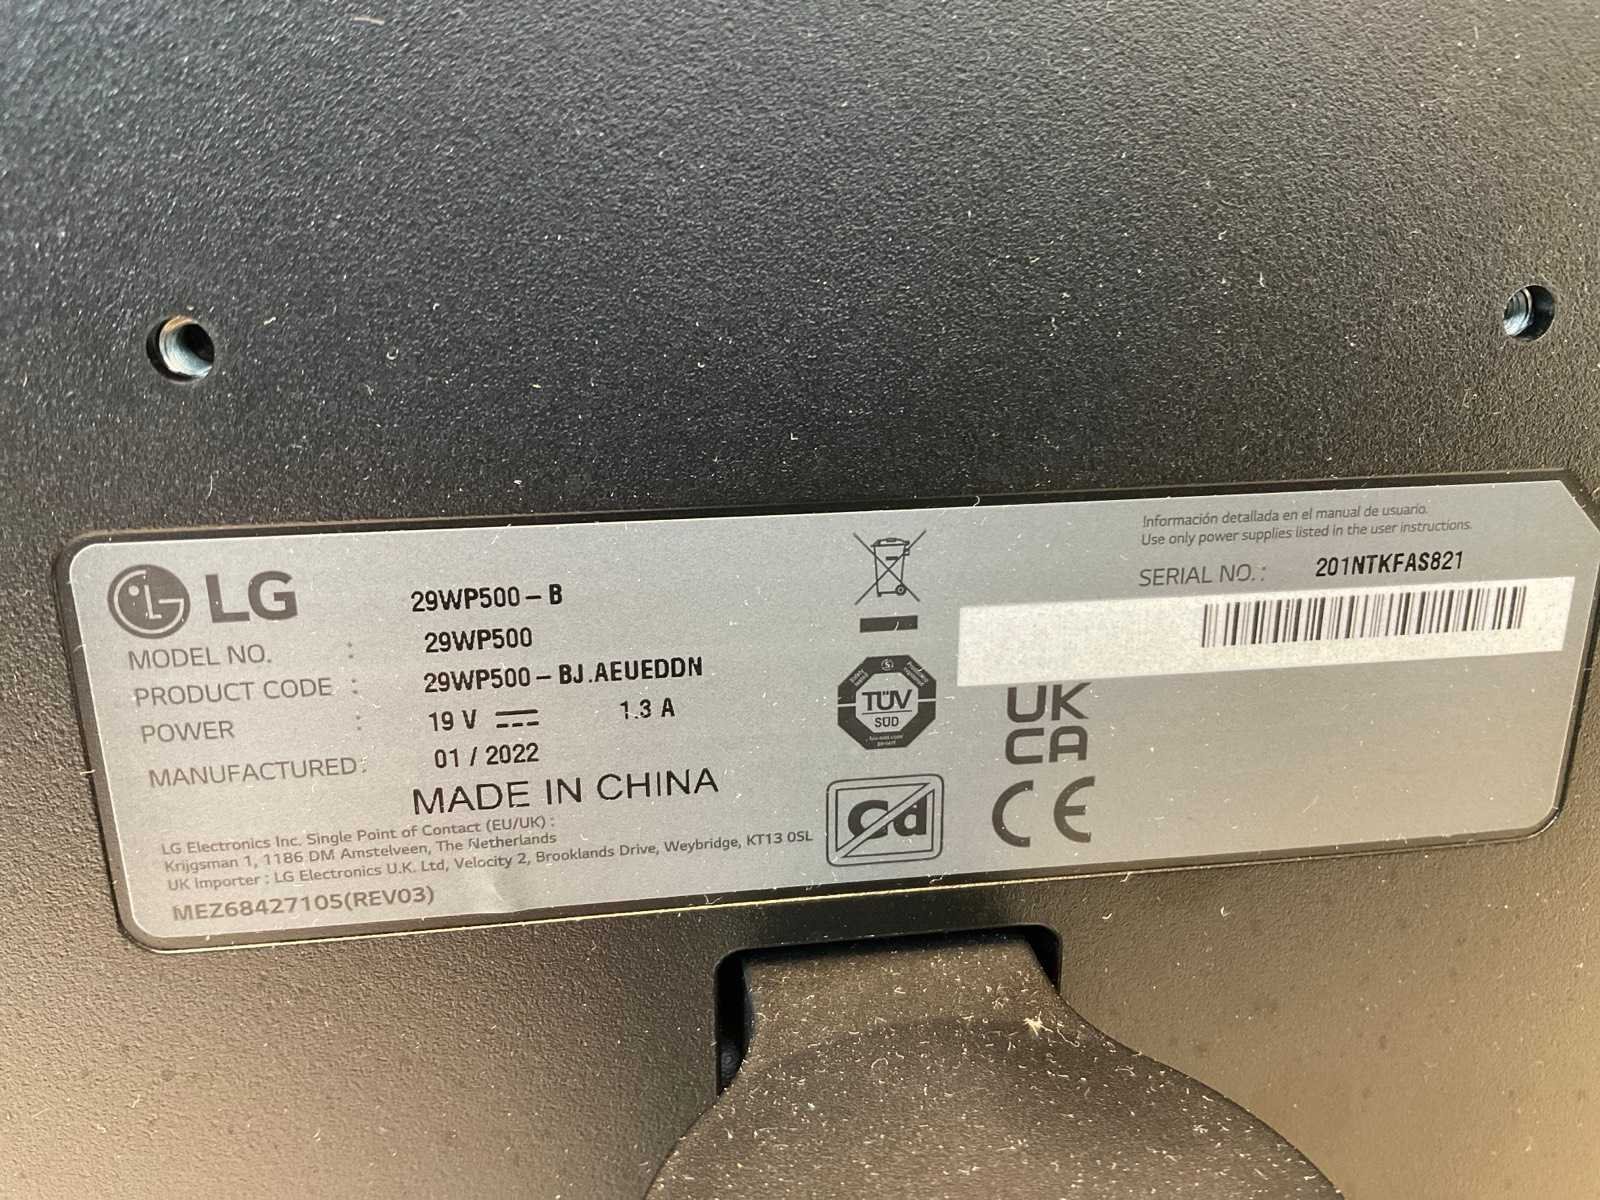 LG
29WP500-B
MODEL NO. : 29WP500
PRODUCT CODE : 29WP500-BJ.AEUEDDN
POWER : 19 V 1.3 A
MANUFACTURED: 01 / 2022
MADE IN CHINA
LG Electronics Inc. Single Point of Contact (EU/UK) :
Krijgsman 1, 1186 DM Amstelveen, The Netherlands
UK Importer : LG Electronics U.K. Ltd, Velocity 2, Brooklands Drive, Weybridge, KT13 0SL
MEZ68427105(REV03)
TÜV
SÜD
Cd
Información detallada en el manual de usuario.
Use only power supplies listed in the user instructions.
SERIAL NO.: 201NTKFAS821
UK
CA
CE